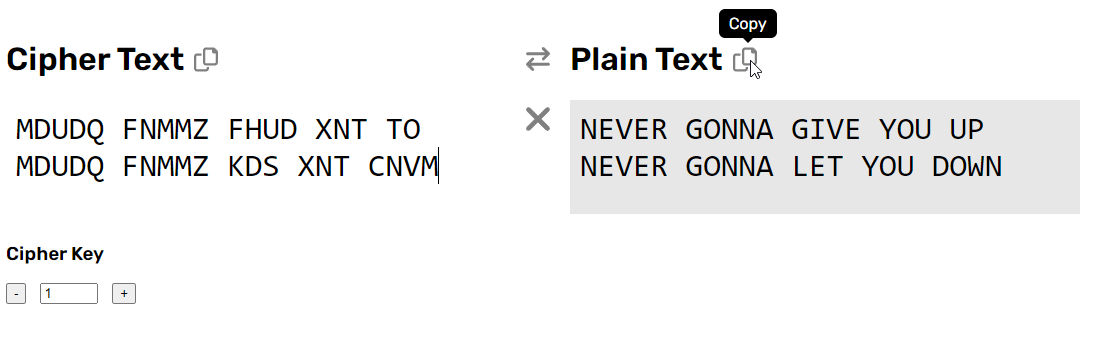 Copy
Cipher Text
Plain Text
MDUDQ FNMMZ FHUD XNT TO
MDUDQ FNMMZ KDS XNT CNVM
NEVER GONNA GIVE YOU UP
NEVER GONNA LET YOU DOWN
Cipher Key
- 1 +